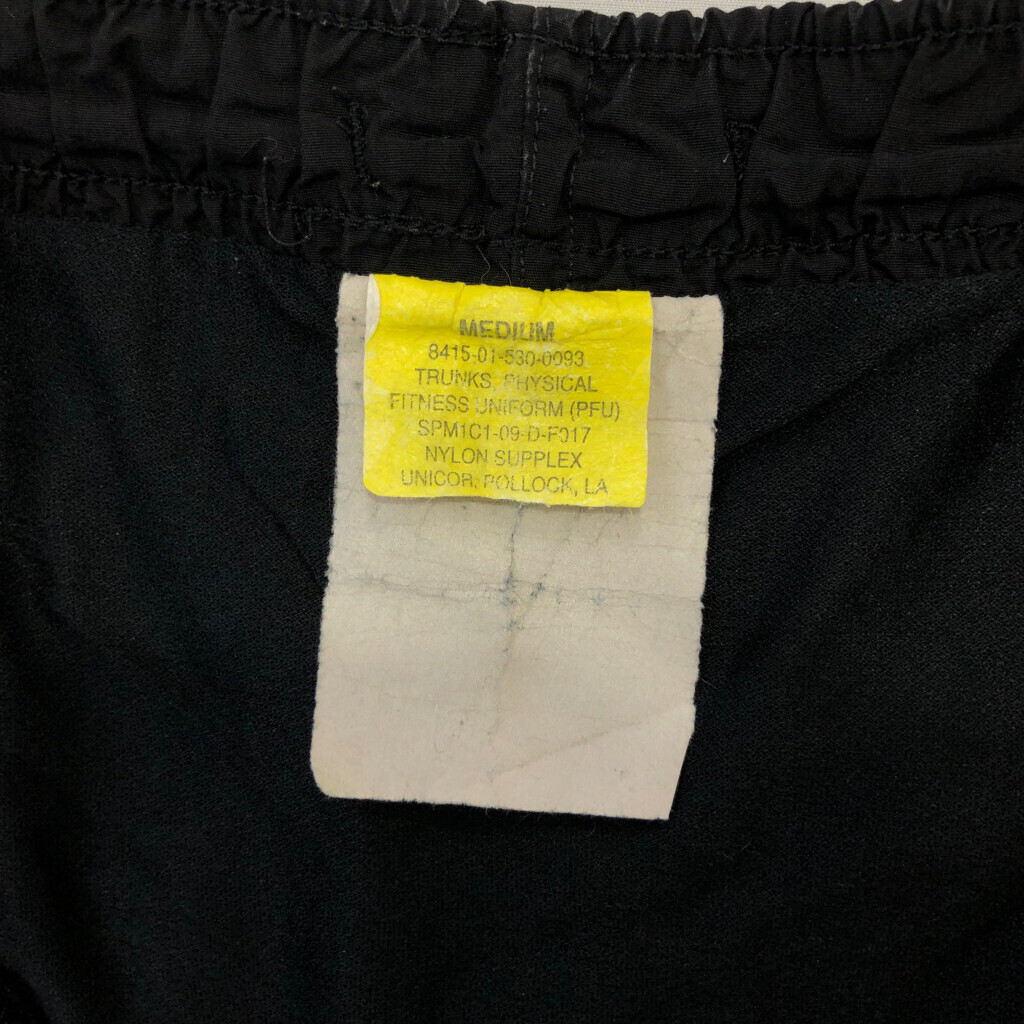 MEDIUM
8415-01-530-0093
TRUNKS, PHYSICAL
FITNESS UNIFORM (PFU)
SPM1C1-09-D-F017
NYLON SUPPLEX
UNICOR, POLLOCK, LA